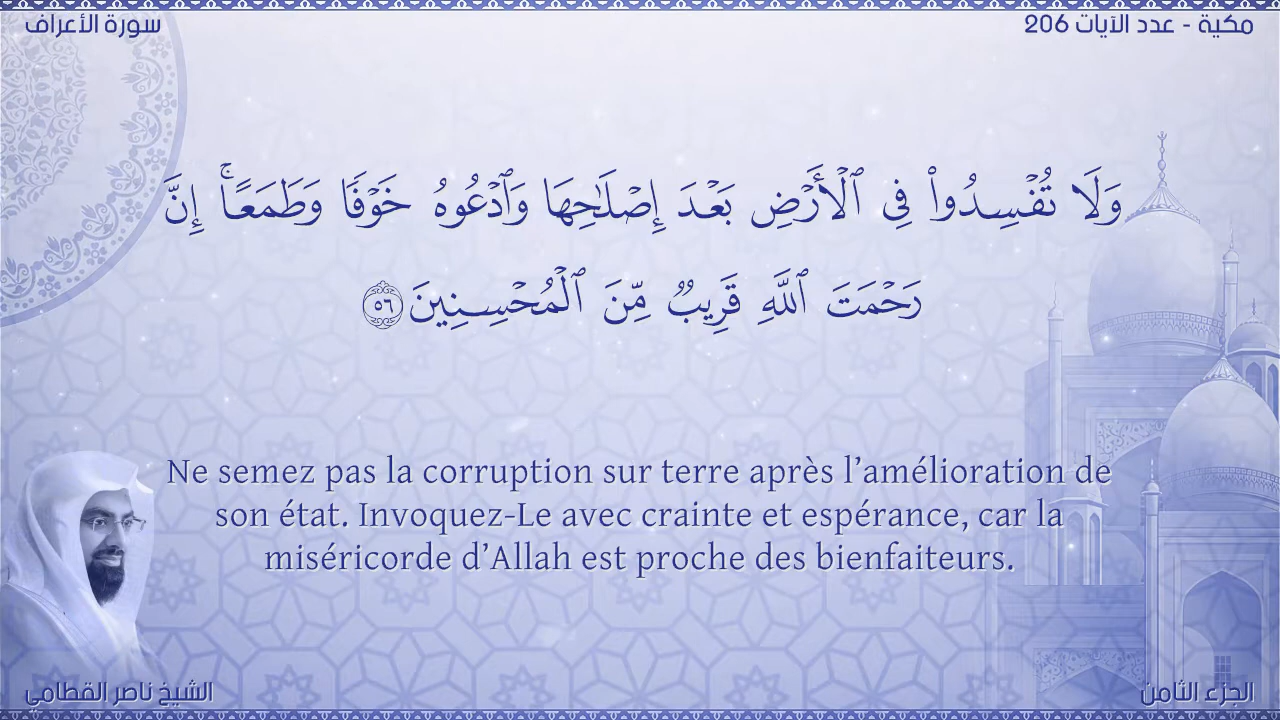 سورة الأعراف
مكية - عدد الآيات 206
وَلَا تُفْسِدُوا۟ فِى ٱلْأَرْضِ بَعْدَ إِصْلَـٰحِهَا وَٱدْعُوهُ خَوْفًا وَطَمَعًا ۚ إِنَّ
رَحْمَتَ ٱللَّهِ قَرِيبٌ مِّنَ ٱلْمُحْسِنِينَ ٥٦
Ne semez pas la corruption sur terre après l’amélioration de
son état. Invoquez-Le avec crainte et espérance, car la
miséricorde d’Allah est proche des bienfaiteurs.
الشيخ ناصر القطامي
الجزء الثامن